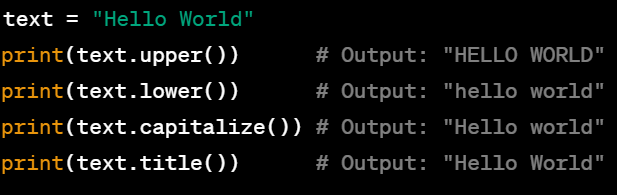 text = "Hello World"
print(text.upper())      # Output: "HELLO WORLD"
print(text.lower())      # Output: "hello world"
print(text.capitalize()) # Output: "Hello world"
print(text.title())      # Output: "Hello World"